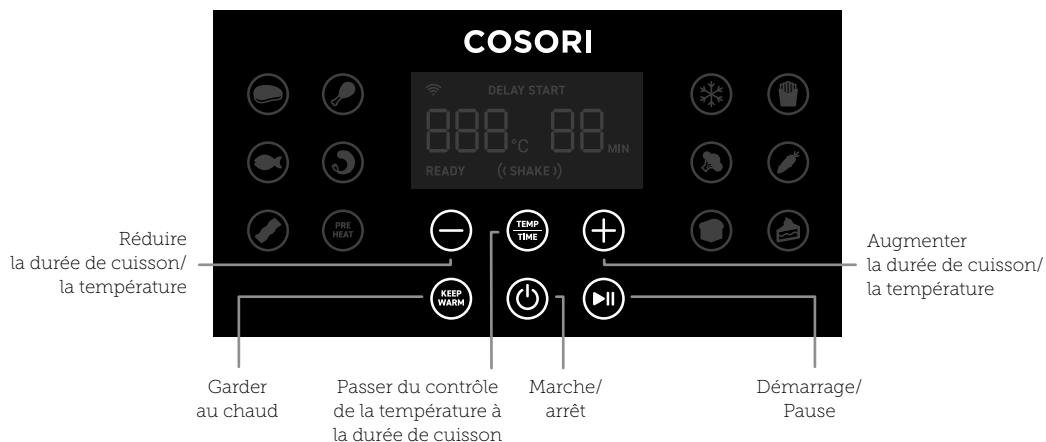 COSORI
DELAY START
888 °C 88 MIN
READY ((SHAKE))
PRE
HEAT
TEMP
TIME
KEEP
WARM
Réduire
la durée de cuisson/
la température
Augmenter
la durée de cuisson/
la température
Garder
au chaud
Passer du contrôle
de la température à
la durée de cuisson
Marche/
arrêt
Démarrage/
Pause